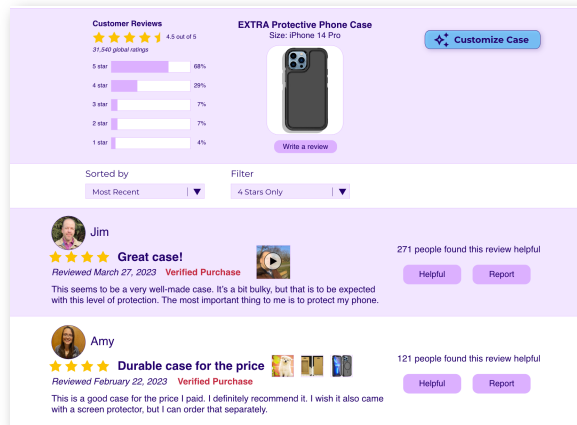 Customer Reviews
4.5 out of 5
31,540 global ratings
5 star 68%
4 star 29%
3 star 7%
2 star 7%
1 star 4%
EXTRA Protective Phone Case
Size: iPhone 14 Pro
Write a review
Customize Case
Sorted by
Most Recent
Filter
4 Stars Only
Jim
Great case!
Reviewed March 27, 2023 Verified Purchase
This seems to be a very well-made case. It's a bit bulky, but that is to be expected
with this level of protection. The most important thing to me is to protect my phone.
271 people found this review helpful
Helpful Report
Amy
Durable case for the price
Reviewed February 22, 2023 Verified Purchase
This is a good case for the price I paid. I definitely recommend it. I wish it also came
with a screen protector, but I can order that separately.
121 people found this review helpful
Helpful Report